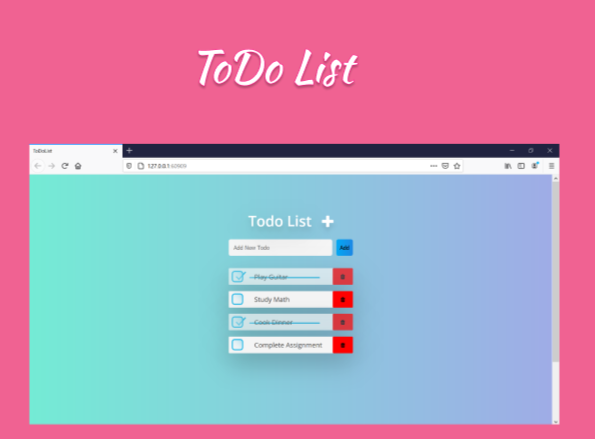 ToDo List
ToDoList
127.0.0.1
Todo List
Add New Todo
Add
Play Guitar
Study Math
Cook Dinner
Complete Assignment